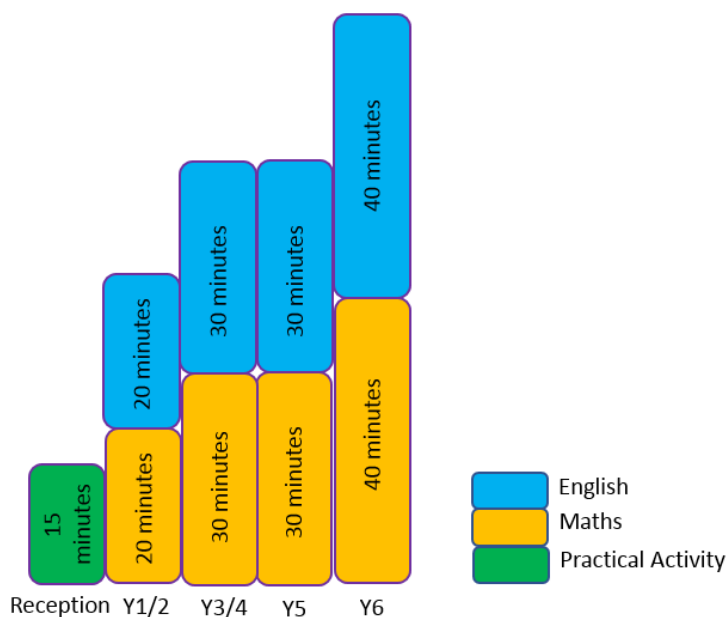 40 minutes
30 minutes
30 minutes
20 minutes
40 minutes
30 minutes
30 minutes
20 minutes
15
minutes
English
Maths
Practical Activity
Reception Y1/2 Y3/4 Y5 Y6